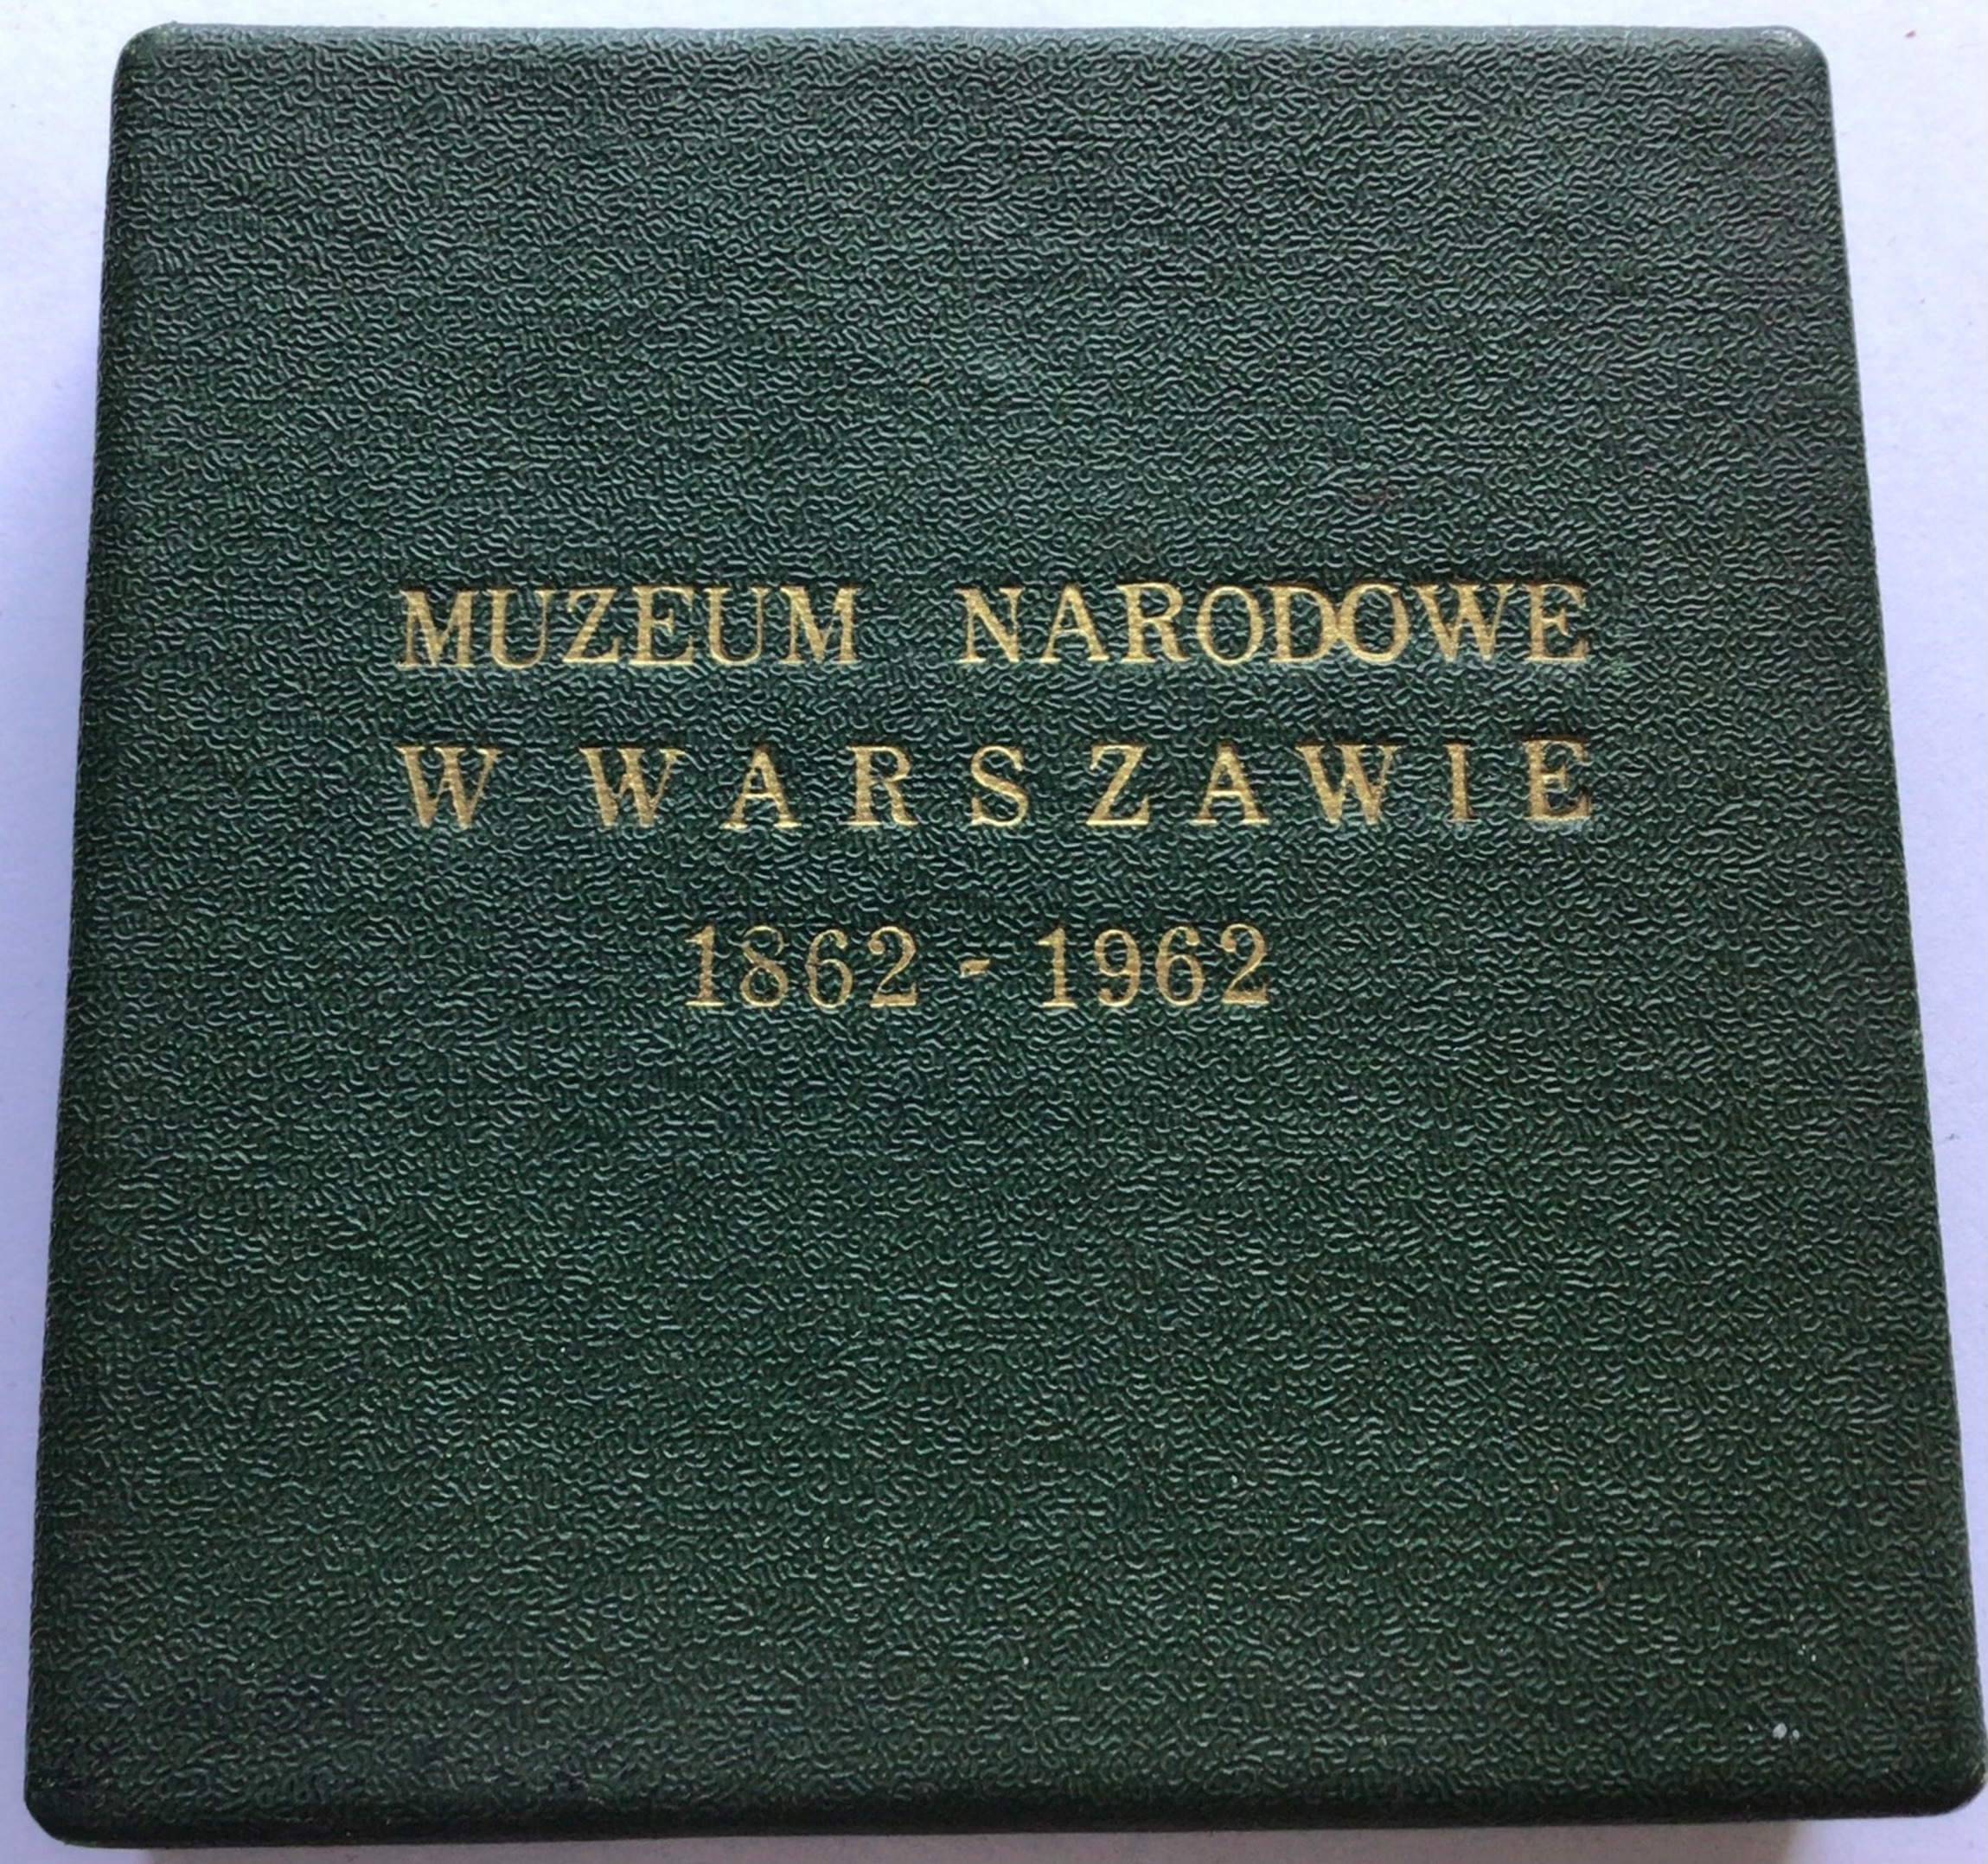 MUZEUM NARODOWE
W WARSZAWIE
1862 - 1962